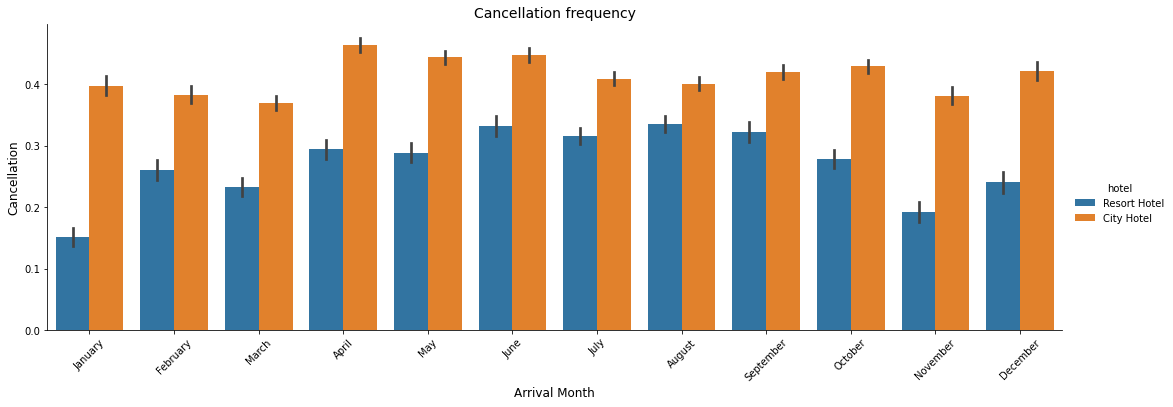 Cancellation frequency
Cancellation
0.4
0.3
0.2
0.1
0.0
January
February
March
April
May
June
July
August
September
October
November
December
Arrival Month
hotel
Resort Hotel
City Hotel